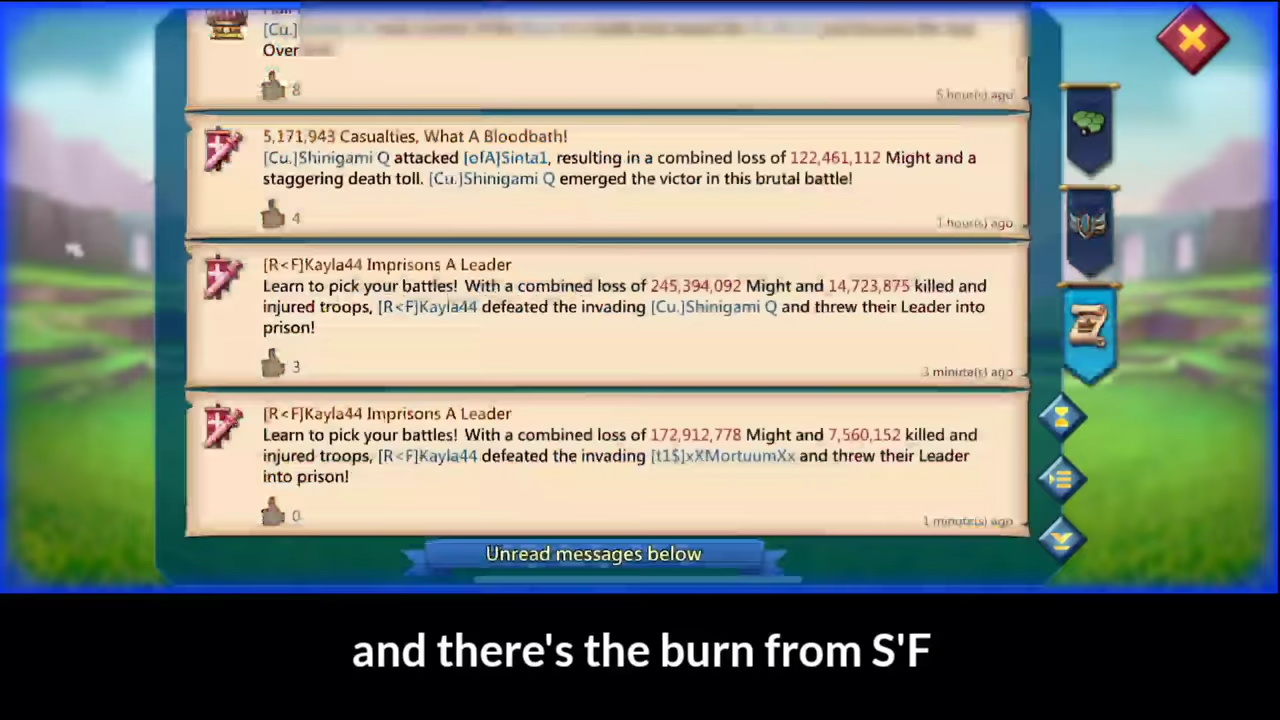 [Cu.]
Over
8
5 hour(s) ago
5,171,943 Casualties, What A Bloodbath!
[Cu.]Shinigami Q attacked [ofA]Sinta1, resulting in a combined loss of 122,461,112 Might and a
staggering death toll. [Cu.]Shinigami Q emerged the victor in this brutal battle!
4
1 hour(s) ago
[R<F]Kayla44 Imprisons A Leader
Learn to pick your battles! With a combined loss of 245,394,092 Might and 14,723,875 killed and
injured troops, [R<F]Kayla44 defeated the invading [Cu.]Shinigami Q and threw their Leader into
prison!
3
3 minute(s) ago
[R<F]Kayla44 Imprisons A Leader
Learn to pick your battles! With a combined loss of 172,912,778 Might and 7,560,152 killed and
injured troops, [R<F]Kayla44 defeated the invading [t1$]xXMortuumXx and threw their Leader
into prison!
0
1 minute(s) ago
Unread messages below
and there's the burn from S'F